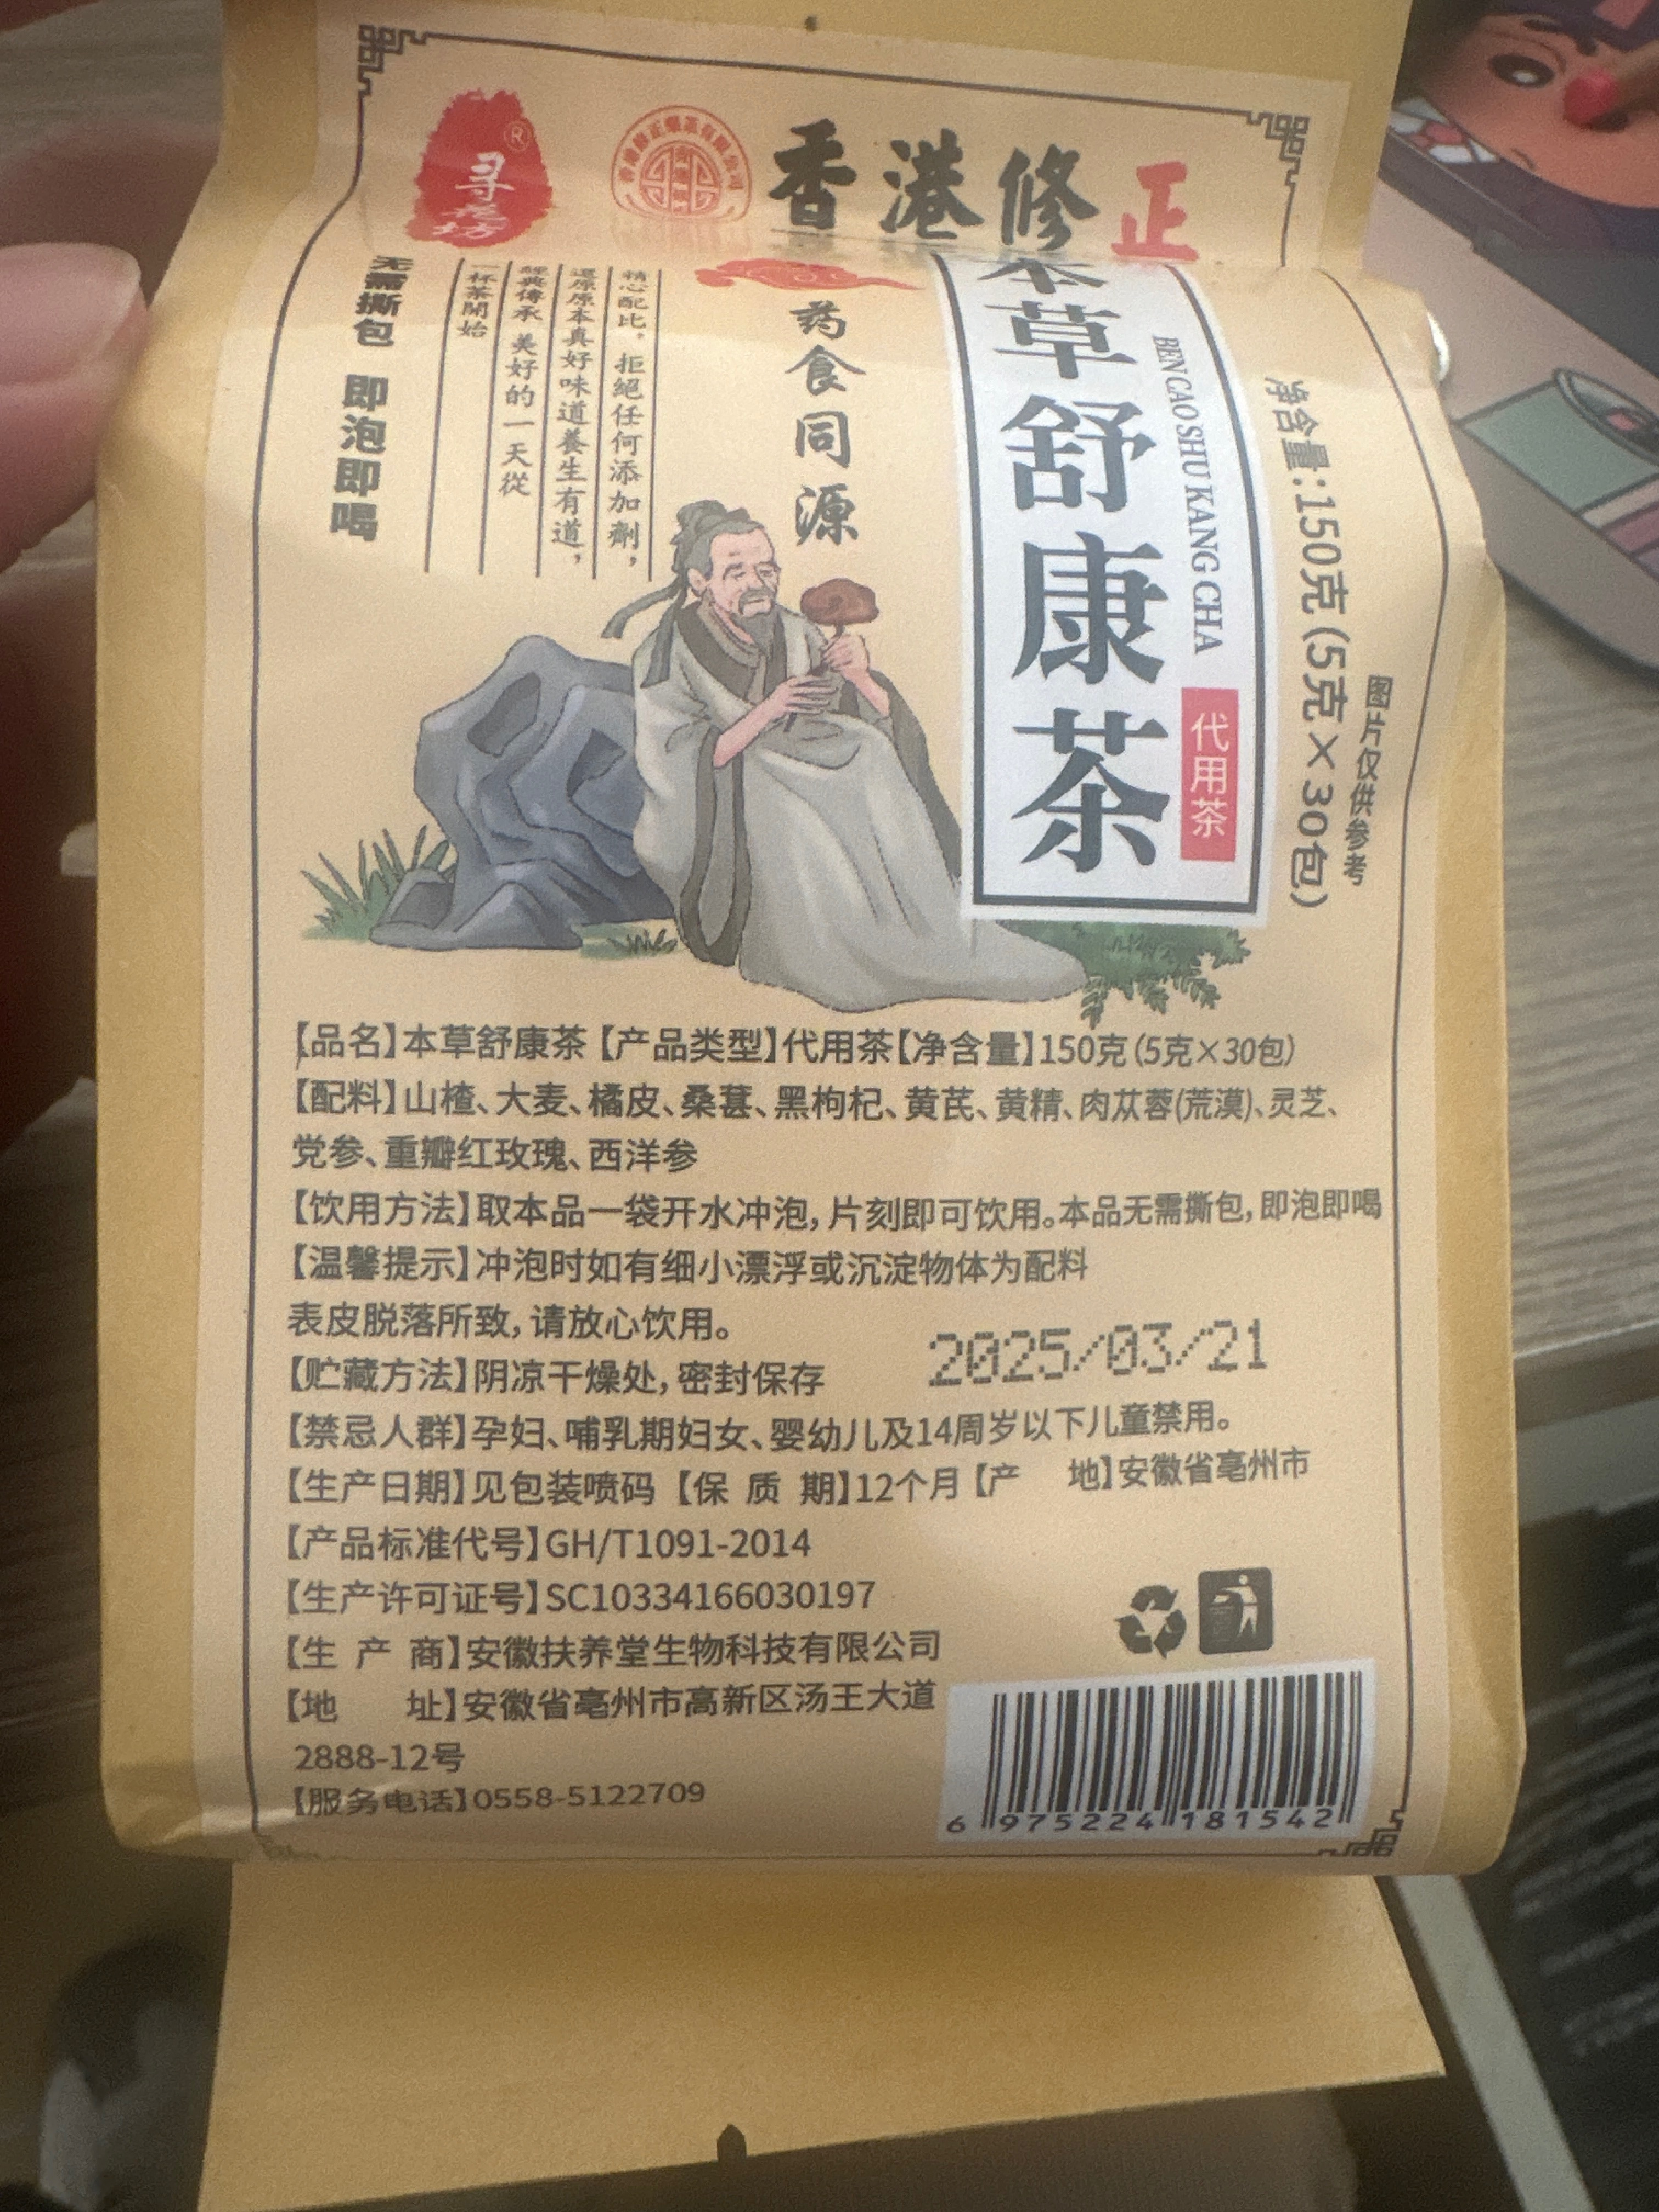 寻花坊
®
香港修正
无需撕包 即泡即喝
精心配比，拒絕任何添加劑，
還原原本真好味道養生有道，
經典傳承 美好的一天從
一杯茶開始
药食同源
本草舒康茶
BEN CAO SHU KANG CHA
代用茶
净含量:150克(5克×30包)
图片仅供参考
【品名】本草舒康茶【产品类型】代用茶【净含量】150克(5克×30包)
【配料】山楂、大麦、橘皮、桑葚、黑枸杞、黄芪、黄精、肉苁蓉(荒漠)、灵芝、
党参、重瓣红玫瑰、西洋参
【饮用方法】取本品一袋开水冲泡，片刻即可饮用。本品无需撕包，即泡即喝
【温馨提示】冲泡时如有细小漂浮或沉淀物体为配料
表皮脱落所致，请放心饮用。
2025/03/21
【贮藏方法】阴凉干燥处，密封保存
【禁忌人群】孕妇、哺乳期妇女、婴幼儿及14周岁以下儿童禁用。
【生产日期】见包装喷码 【保 质 期】12个月【产 地】安徽省亳州市
【产品标准代号】GH/T1091-2014
【生产许可证号】SC10334166030197
【生 产 商】安徽扶养堂生物科技有限公司
【地 址】安徽省亳州市高新区汤王大道
2888-12号
【服务电话】0558-5122709
6 975224 181542